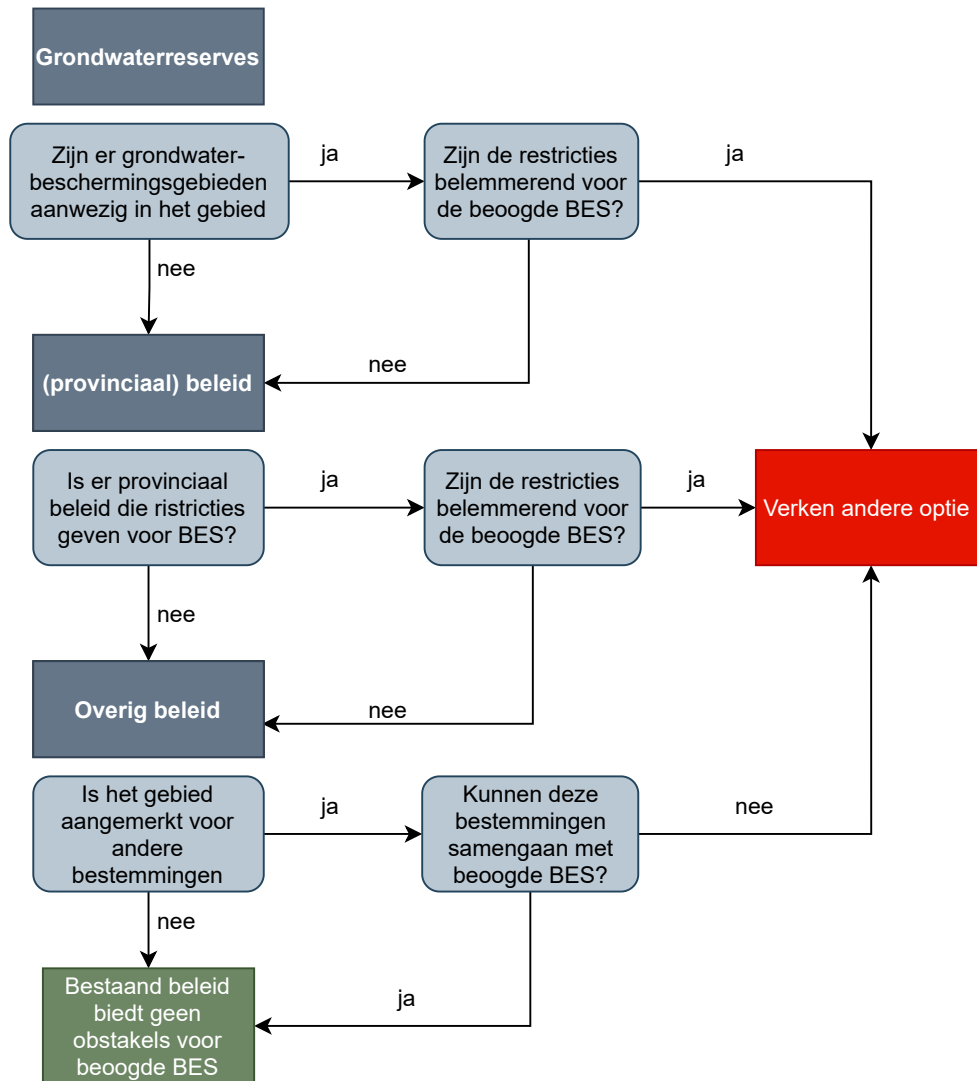 Grondwaterreserves
Zijn er grondwater-
beschermingsgebieden
aanwezig in het gebied
ja
Zijn de restricties
belemmerend voor
de beoogde BES?
ja
nee
nee
(provinciaal) beleid
Is er provinciaal
beleid die ristricties
geven voor BES?
ja
Zijn de restricties
belemmerend voor
de beoogde BES?
ja
Verken andere optie
nee
nee
Overig beleid
Is het gebied
aangemerkt voor
andere
bestemmingen
ja
Kunnen deze
bestemmingen
samengaan met
beoogde BES?
nee
nee
ja
Bestaand beleid
biedt geen
obstakels voor
beoogde BES